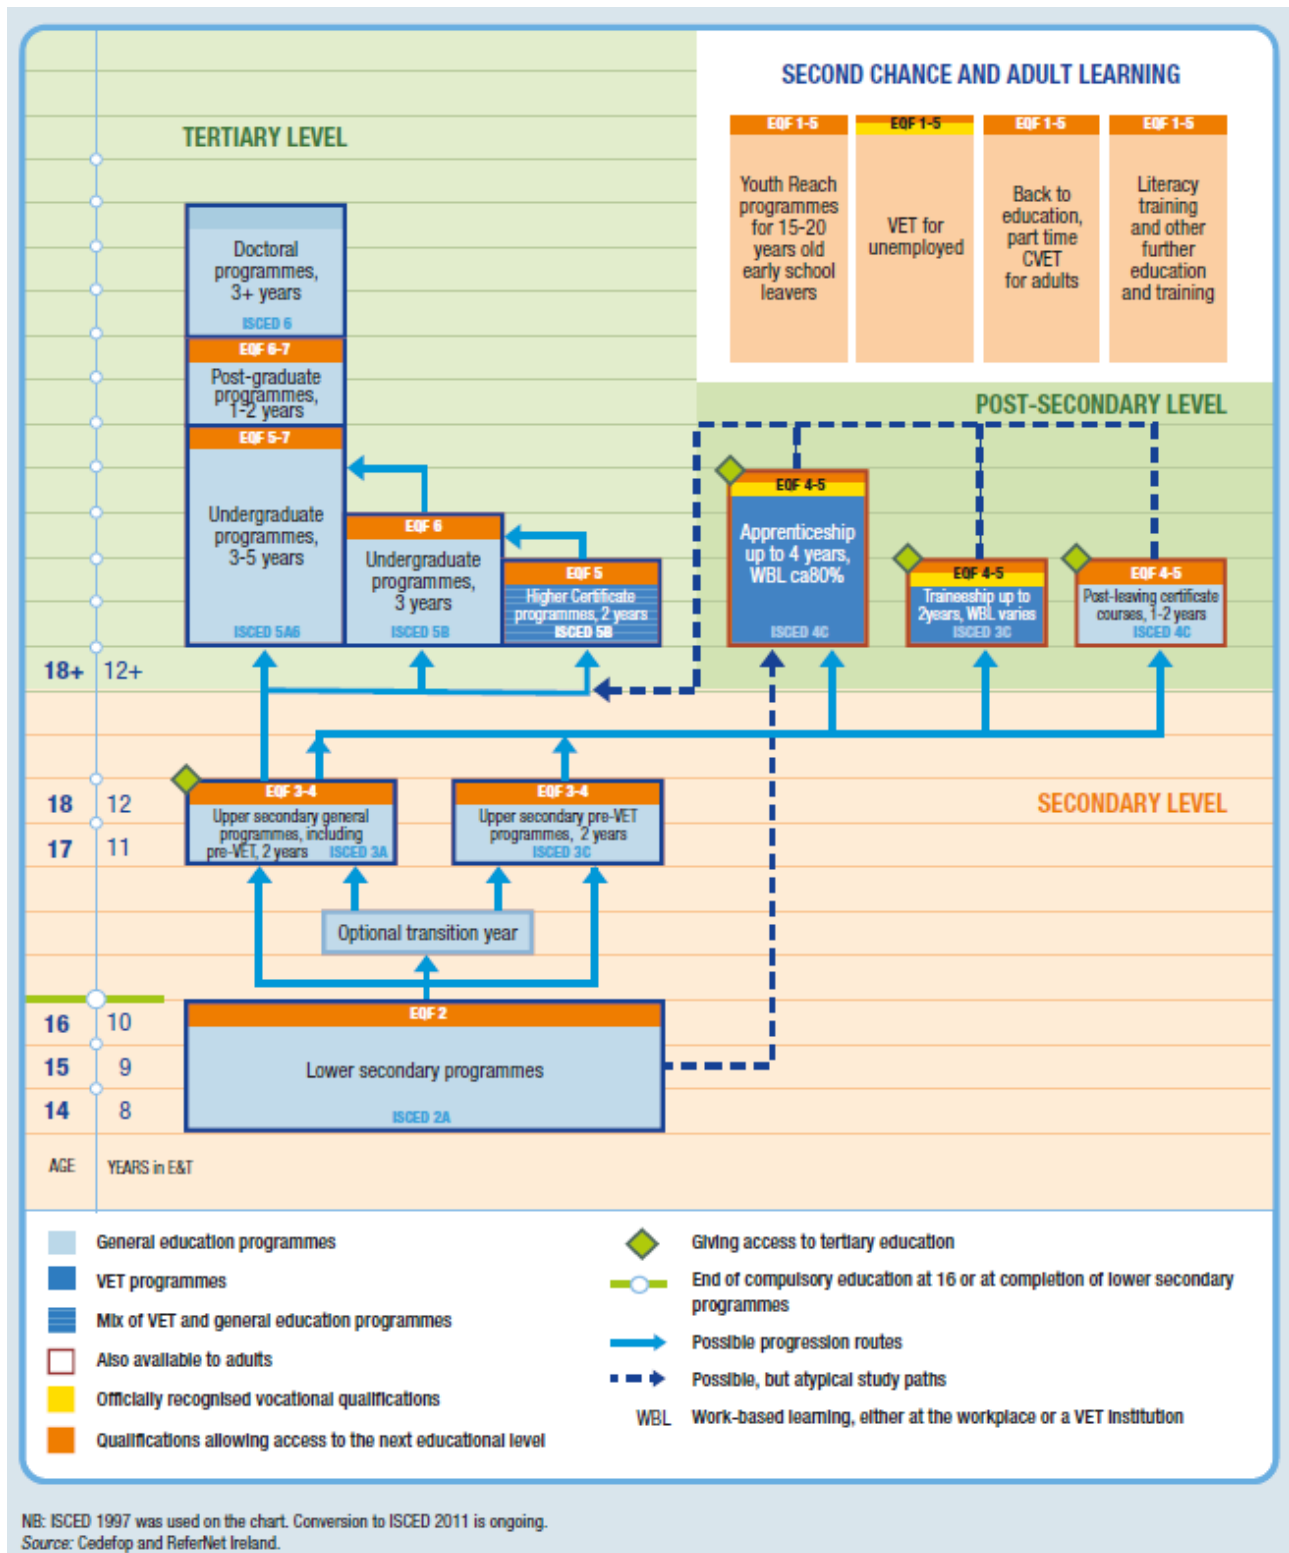 SECOND CHANCE AND ADULT LEARNING
EQF 1-5
EQF 1-5
EQF 1-5
EQF 1-5
Youth Reach
programmes
for 15-20
years old
early school
leavers
VET for
unemployed
Back to
education,
part time
CVET
for adults
Literacy
training
and other
further
education
and training
TERTIARY LEVEL
Doctoral
programmes,
3+ years
ISCED 6
EQF 6-7
Post-graduate
programmes,
1-2 years
EQF 5-7
Undergraduate
programmes,
3-5 years
ISCED 5A6
EQF 6
Undergraduate
programmes,
3 years
ISCED 5B
EQF 5
Higher Certificate
programmes, 2 years
ISCED 5B
POST-SECONDARY LEVEL
EQF 4-5
Apprenticeship
up to 4 years,
WBL ca80%
ISCED 4C
EQF 4-5
Traineeship up to
2years, WBL varies
ISCED 3C
EQF 4-5
Post-leaving certificate
courses, 1-2 years
ISCED 4C
18+ 12+
SECONDARY LEVEL
18 12
17 11
EQF 3-4
Upper secondary general
programmes, including
pre-VET, 2 years ISCED 3A
EQF 3-4
Upper secondary pre-VET
programmes, 2 years
ISCED 3C
Optional transition year
16 10
15 9
14 8
EQF 2
Lower secondary programmes
ISCED 2A
AGE YEARS in E&T
General education programmes
VET programmes
Mix of VET and general education programmes
Also available to adults
Officially recognised vocational qualifications
Qualifications allowing access to the next educational level
Giving access to tertiary education
End of compulsory education at 16 or at completion of lower secondary
programmes
Possible progression routes
Possible, but atypical study paths
WBL Work-based learning, either at the workplace or a VET institution
NB: ISCED 1997 was used on the chart. Conversion to ISCED 2011 is ongoing.
Source: Cedefop and ReferNet Ireland.